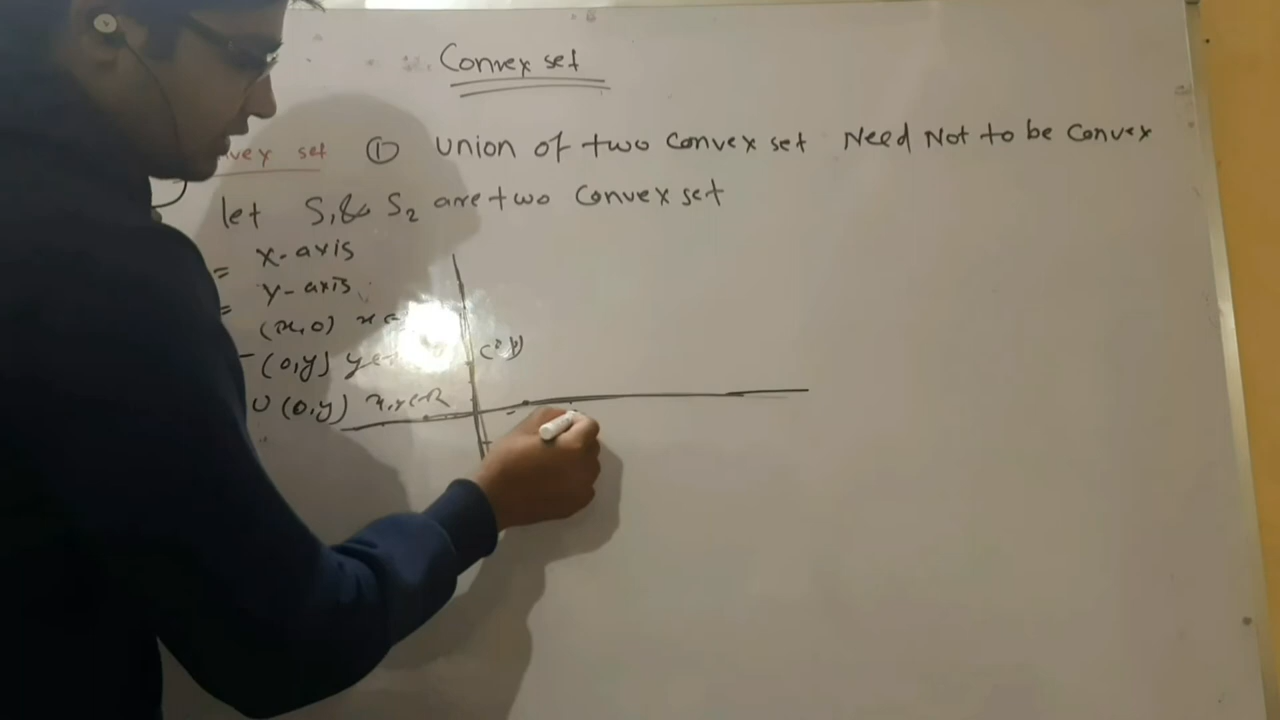 Convex set
set ① Union of two Convex set Need Not to be Convex
let S₁ & S₂ are two Convex set
= x-axis
= y-axis
(x,0) x
(0,y) y
∪ (0,y) x,y∈R